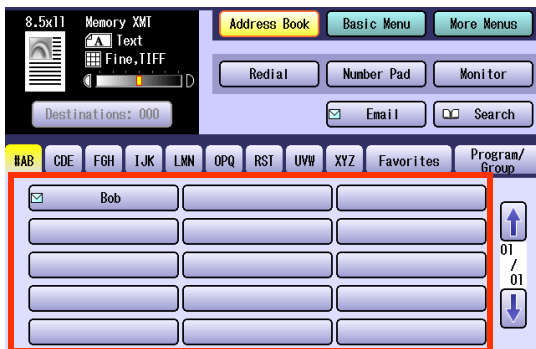 8.5x11 Memory XMT
A Text
Fine,TIFF
D
Destinations: 000
Address Book Basic Menu More Menus
Redial Number Pad Monitor
Email Search
#AB CDE FGH IJK LMN OPQ RST UVW XYZ Favorites Program/
Group
Bob
01
/
01